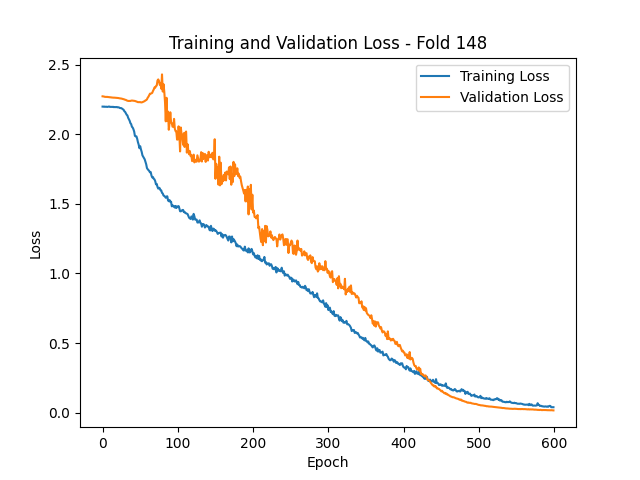 Training and Validation Loss - Fold 148
Training Loss
Validation Loss
Loss
2.5
2.0
1.5
1.0
0.5
0.0
0 100 200 300 400 500 600
Epoch